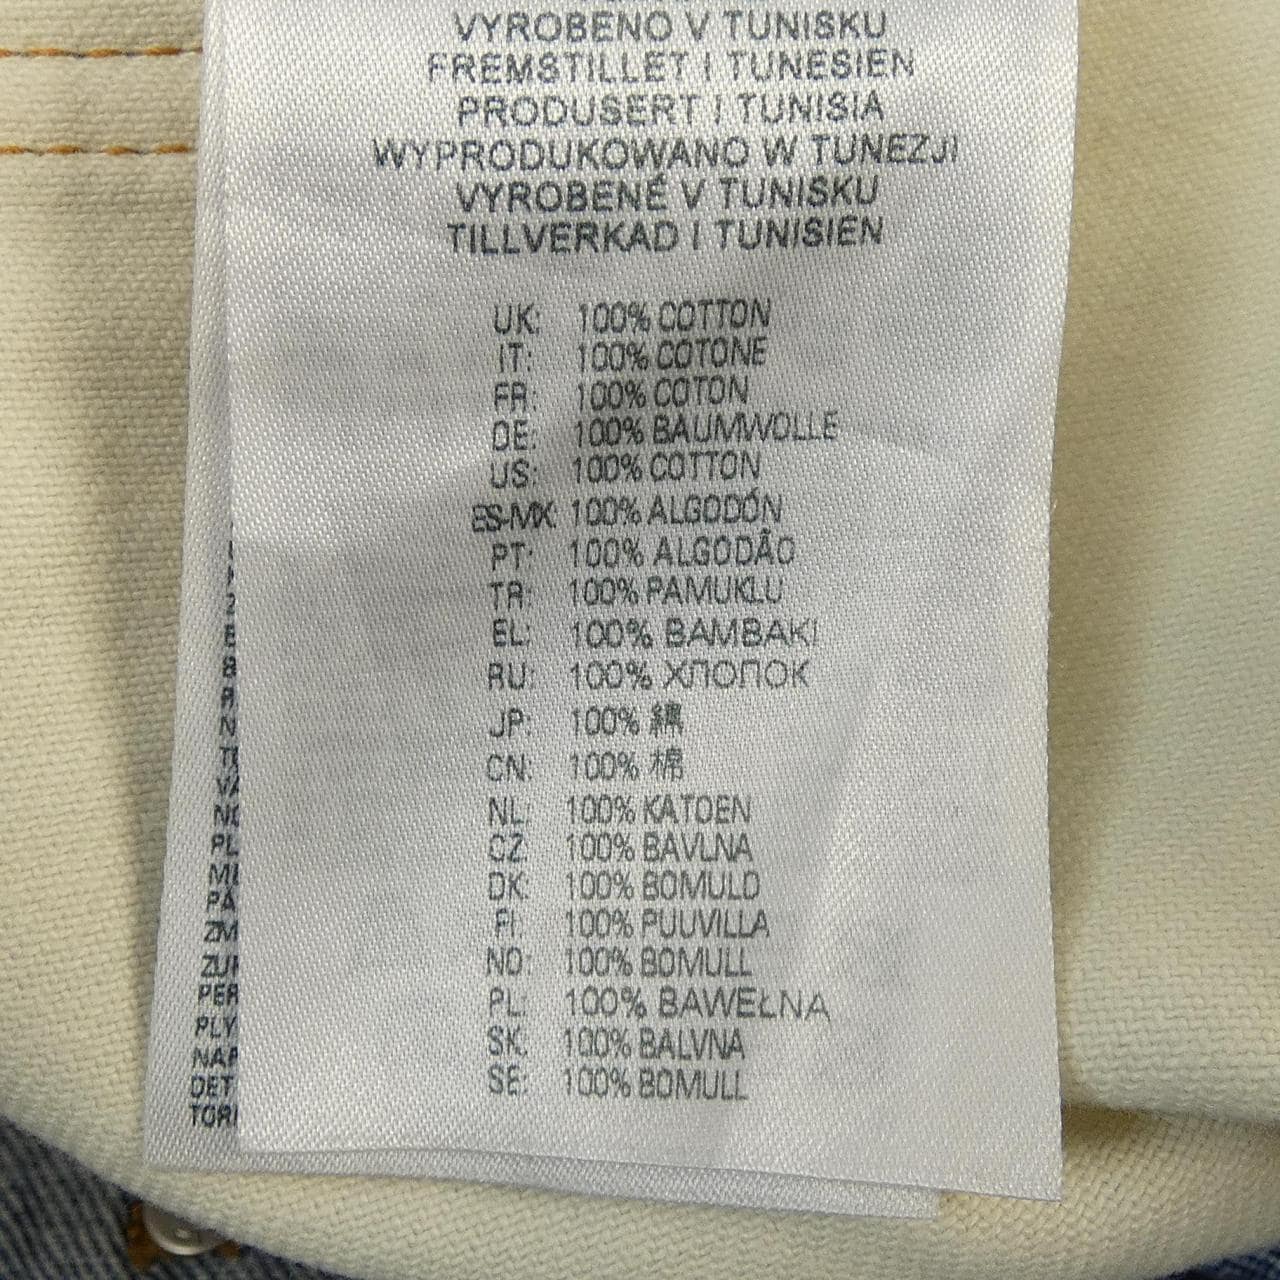 VYROBENO V TUNISKU
FREMSTILLET I TUNESIEN
PRODUSERT I TUNISIA
WYPRODUKOWANO W TUNEZJI
VYROBENÉ V TUNISKU
TILLVERKAD I TUNISIEN
UK: 100% COTTON
IT: 100% COTONE
FR: 100% COTON
DE: 100% BAUMWOLLE
US: 100% COTTON
ES-MX: 100% ALGODÓN
PT: 100% ALGODÃO
TR: 100% PAMUKLU
EL: 100% BAMBAKI
RU: 100% ХЛОПОК
JP: 100% 綿
CN: 100% 棉
NL: 100% KATOEN
CZ: 100% BAVLNA
DK: 100% BOMULD
FI: 100% PUUVILLA
NO: 100% BOMULL
PL: 100% BAWEŁNA
SK: 100% BALVNA
SE: 100% BOMULL
PER
PLY
DET